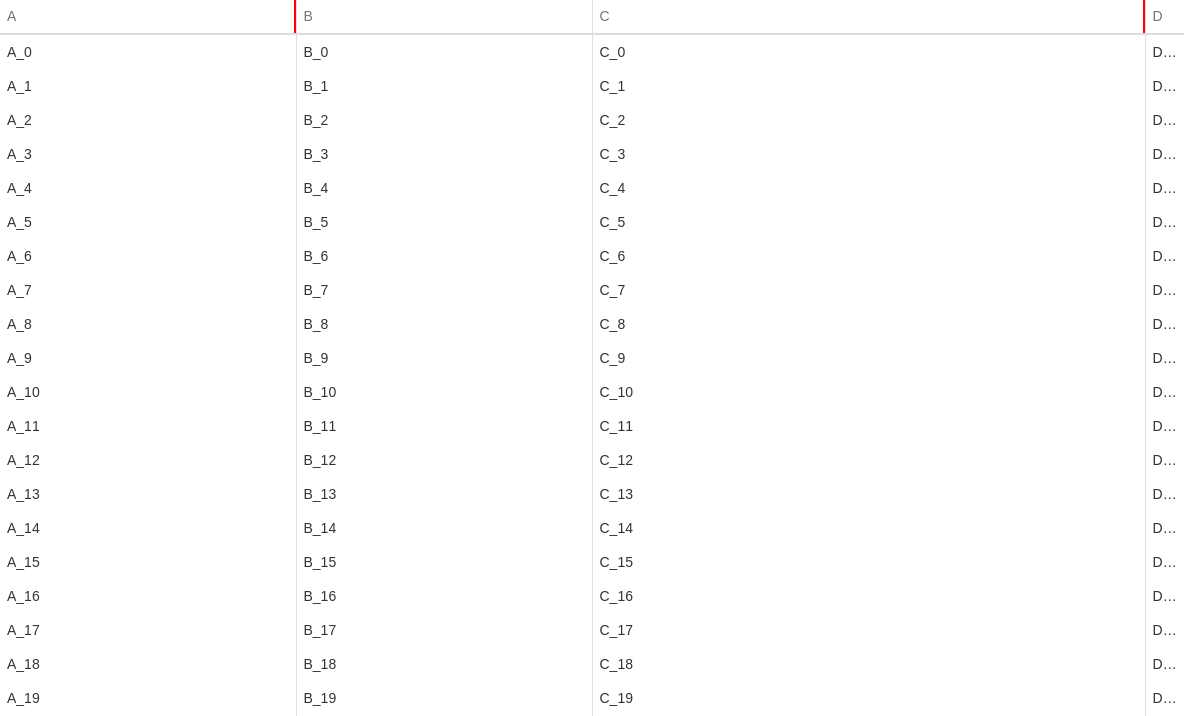 A B C D
A_0 B_0 C_0 D…
A_1 B_1 C_1 D…
A_2 B_2 C_2 D…
A_3 B_3 C_3 D…
A_4 B_4 C_4 D…
A_5 B_5 C_5 D…
A_6 B_6 C_6 D…
A_7 B_7 C_7 D…
A_8 B_8 C_8 D…
A_9 B_9 C_9 D…
A_10 B_10 C_10 D…
A_11 B_11 C_11 D…
A_12 B_12 C_12 D…
A_13 B_13 C_13 D…
A_14 B_14 C_14 D…
A_15 B_15 C_15 D…
A_16 B_16 C_16 D…
A_17 B_17 C_17 D…
A_18 B_18 C_18 D…
A_19 B_19 C_19 D…